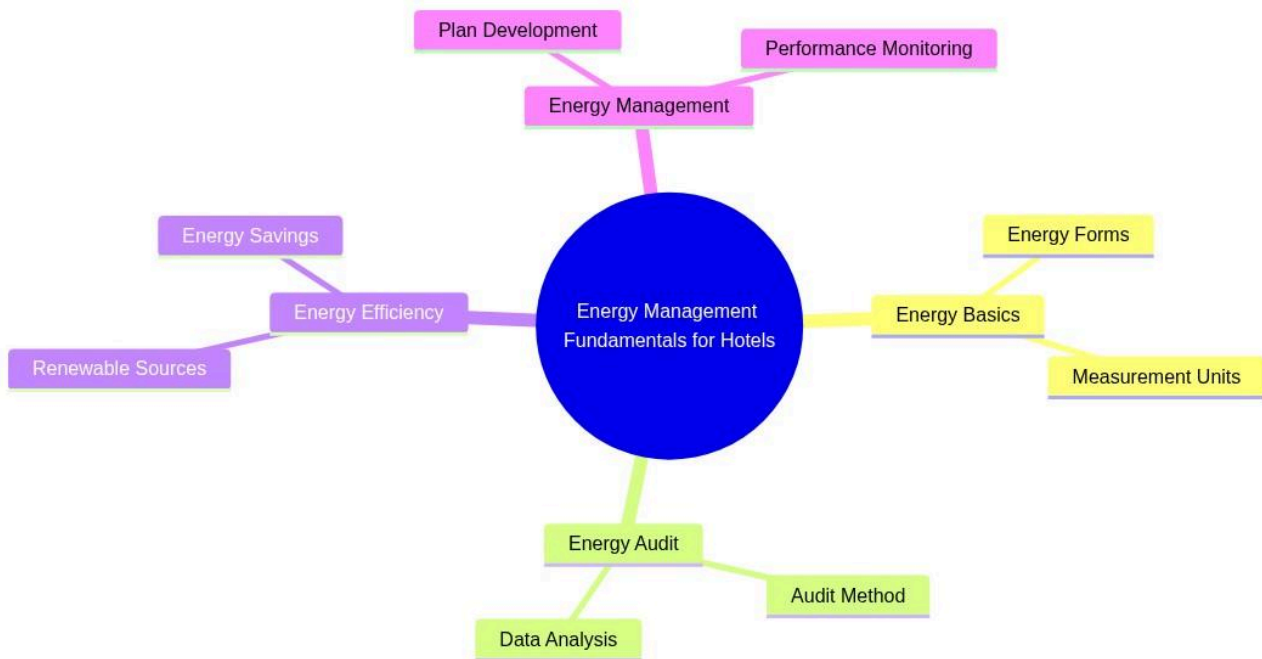 Plan Development
Performance Monitoring
Energy Management
Energy Savings
Energy Forms
Energy Efficiency
Energy Management
Fundamentals for Hotels
Energy Basics
Renewable Sources
Measurement Units
Energy Audit
Audit Method
Data Analysis